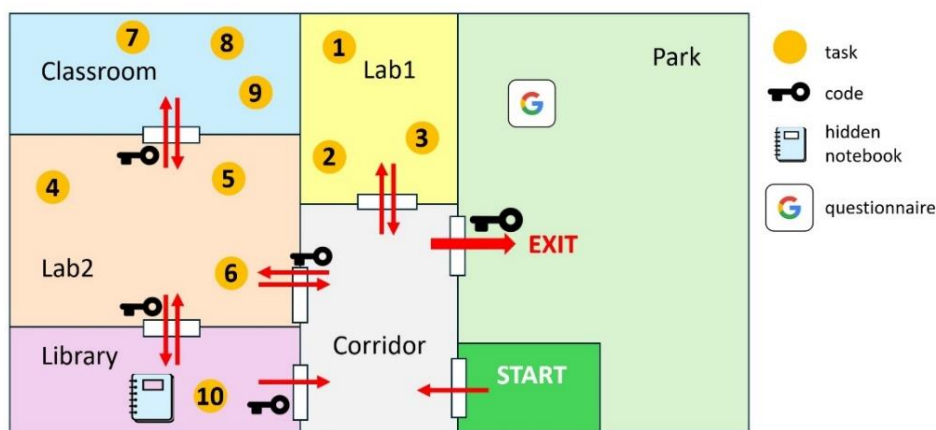 7
8
1
Classroom
Lab1
Park
9
3
2
4
5
EXIT
Lab2
6
Library
Corridor
START
10
task
code
hidden
notebook
G
questionnaire